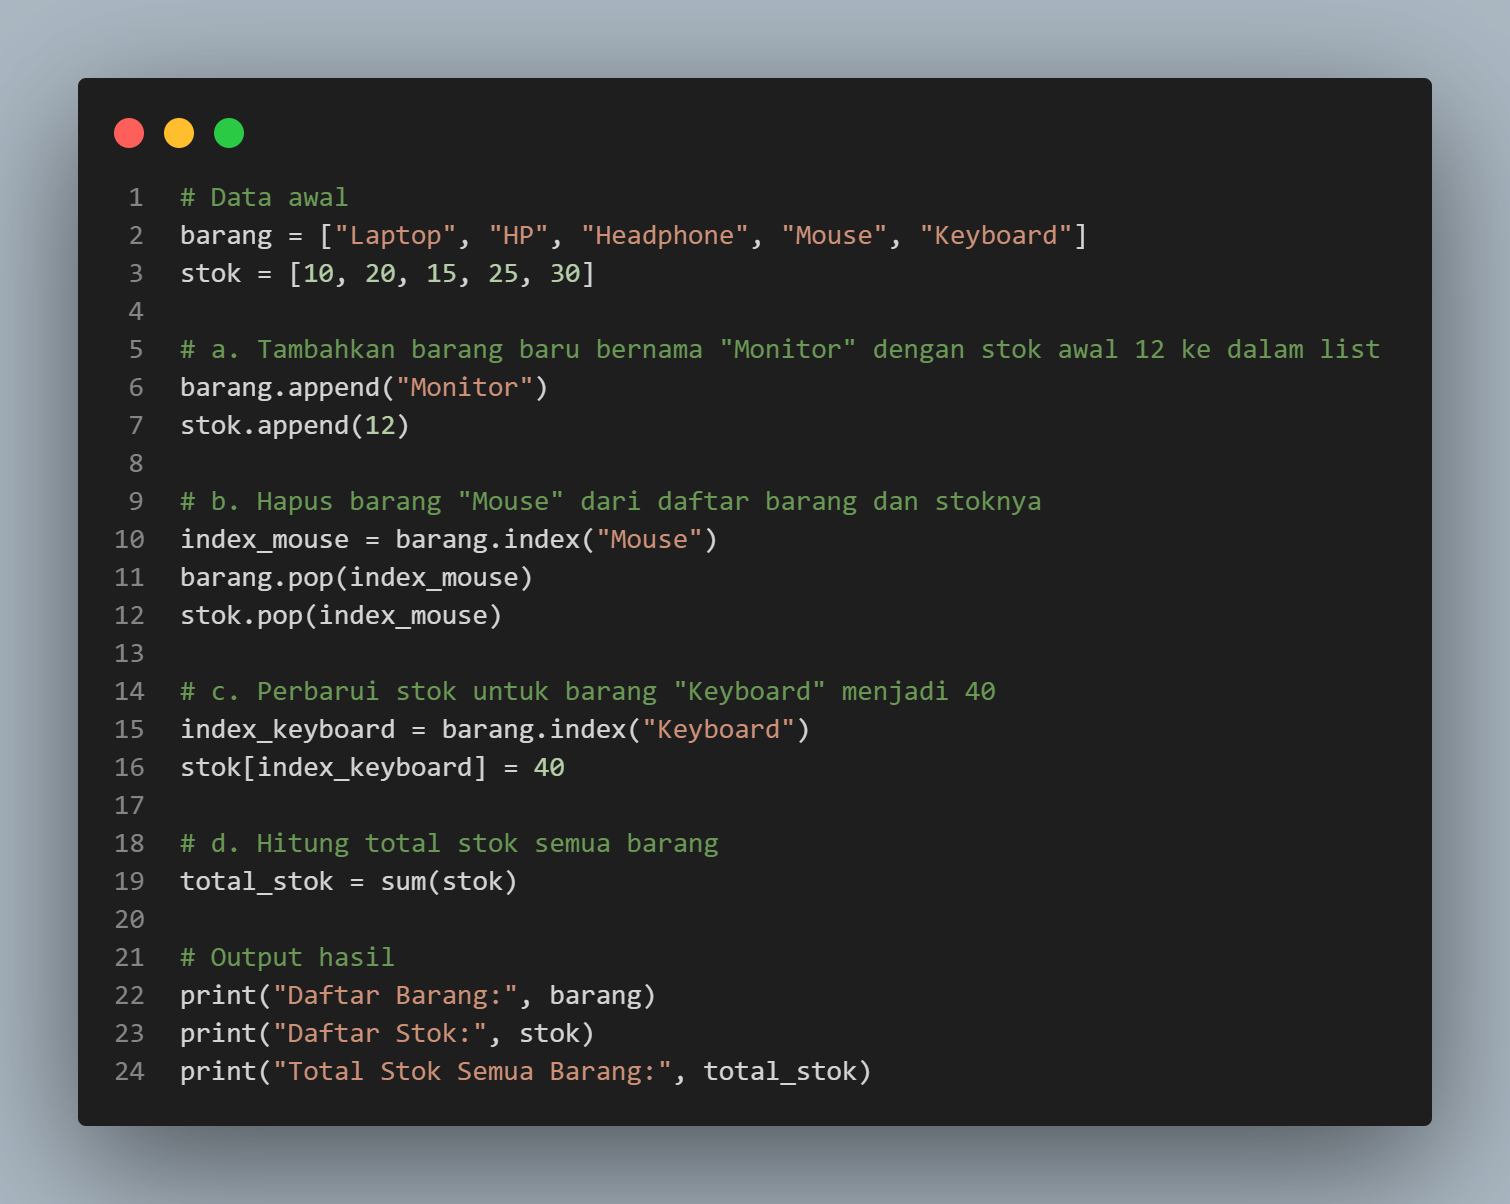 1 # Data awal
2 barang = ["Laptop", "HP", "Headphone", "Mouse", "Keyboard"]
3 stok = [10, 20, 15, 25, 30]
4
5 # a. Tambahkan barang baru bernama "Monitor" dengan stok awal 12 ke dalam list
6 barang.append("Monitor")
7 stok.append(12)
8
9 # b. Hapus barang "Mouse" dari daftar barang dan stoknya
10 index_mouse = barang.index("Mouse")
11 barang.pop(index_mouse)
12 stok.pop(index_mouse)
13
14 # c. Perbarui stok untuk barang "Keyboard" menjadi 40
15 index_keyboard = barang.index("Keyboard")
16 stok[index_keyboard] = 40
17
18 # d. Hitung total stok semua barang
19 total_stok = sum(stok)
20
21 # Output hasil
22 print("Daftar Barang:", barang)
23 print("Daftar Stok:", stok)
24 print("Total Stok Semua Barang:", total_stok)